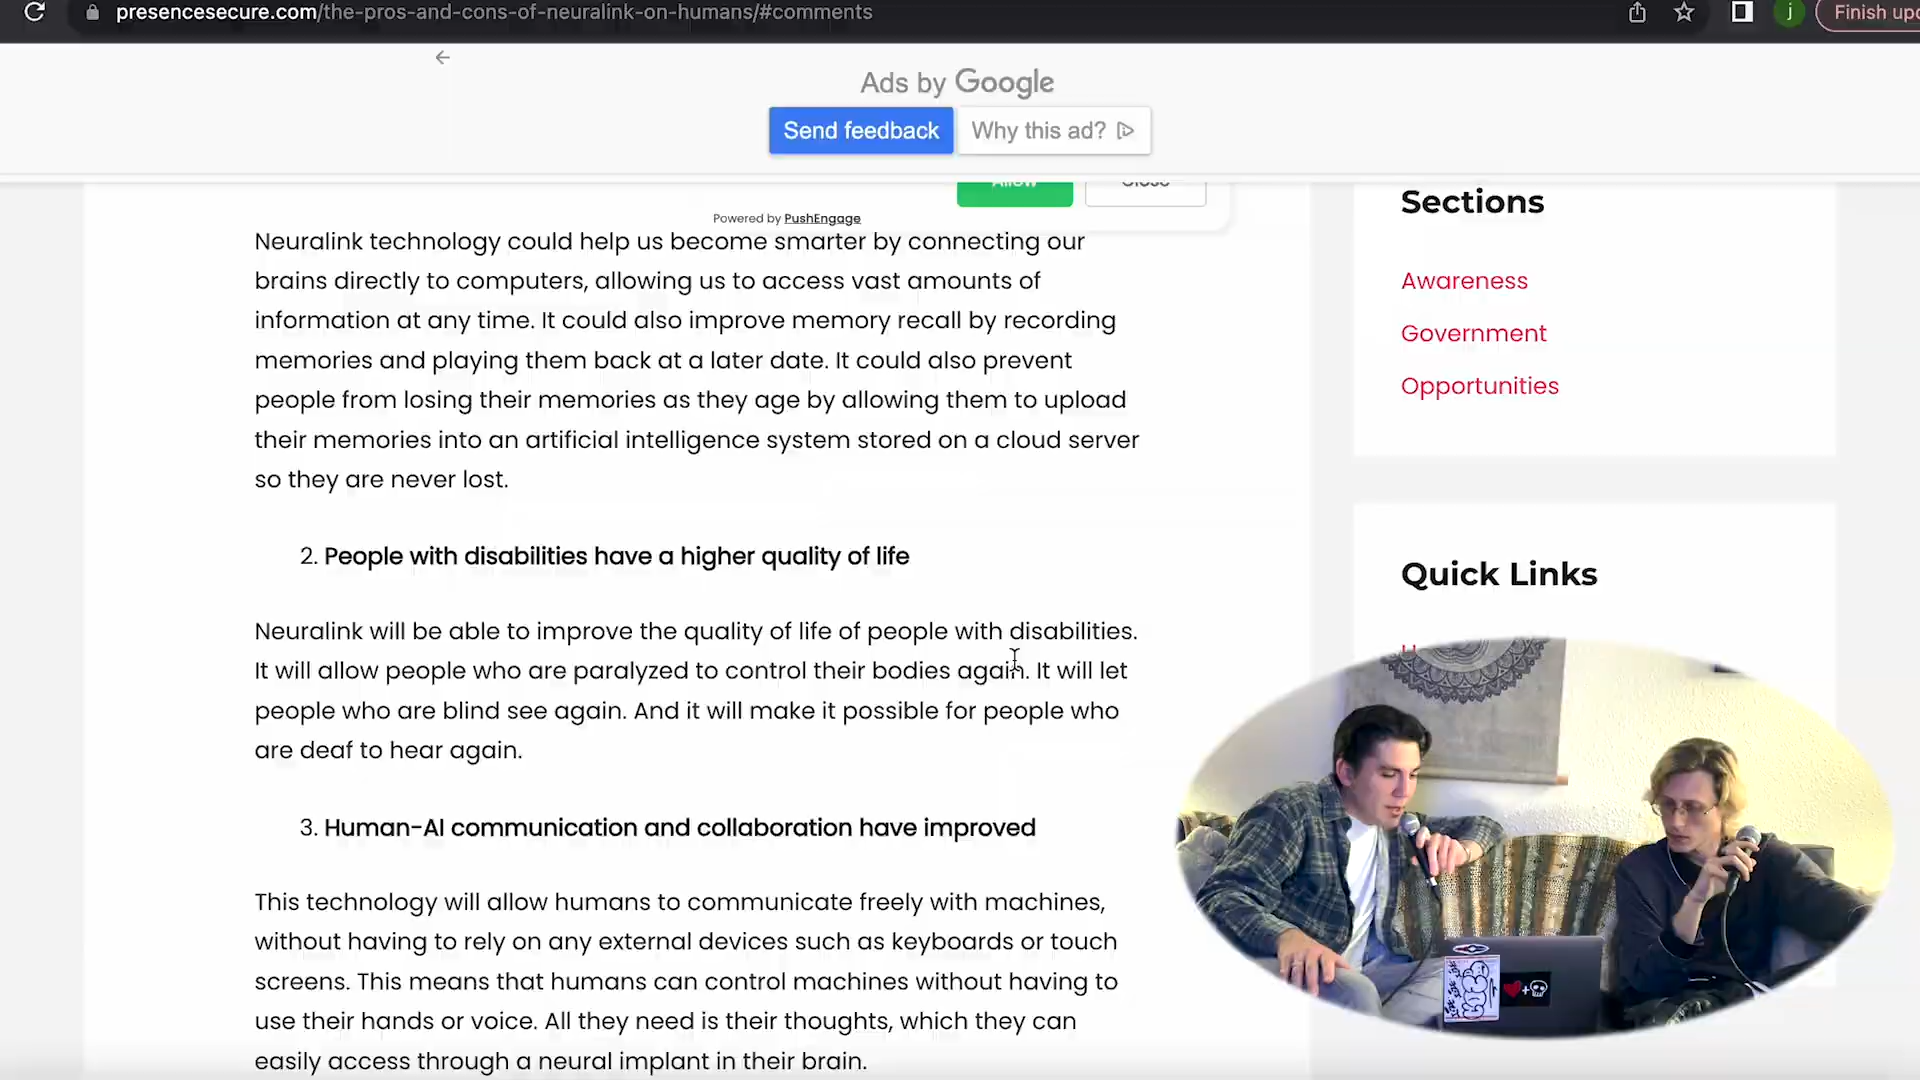 presencesecure.com/the-pros-and-cons-of-neuralink-on-humans/#comments
j
Finish upd
Ads by Google
Send feedback
Why this ad?
Allow
Close
Powered by PushEngage
Neuralink technology could help us become smarter by connecting our
brains directly to computers, allowing us to access vast amounts of
information at any time. It could also improve memory recall by recording
memories and playing them back at a later date. It could also prevent
people from losing their memories as they age by allowing them to upload
their memories into an artificial intelligence system stored on a cloud server
so they are never lost.
2. People with disabilities have a higher quality of life
Neuralink will be able to improve the quality of life of people with disabilities.
It will allow people who are paralyzed to control their bodies again. It will let
people who are blind see again. And it will make it possible for people who
are deaf to hear again.
3. Human-AI communication and collaboration have improved
This technology will allow humans to communicate freely with machines,
without having to rely on any external devices such as keyboards or touch
screens. This means that humans can control machines without having to
use their hands or voice. All they need is their thoughts, which they can
easily access through a neural implant in their brain.
Sections
Awareness
Government
Opportunities
Quick Links